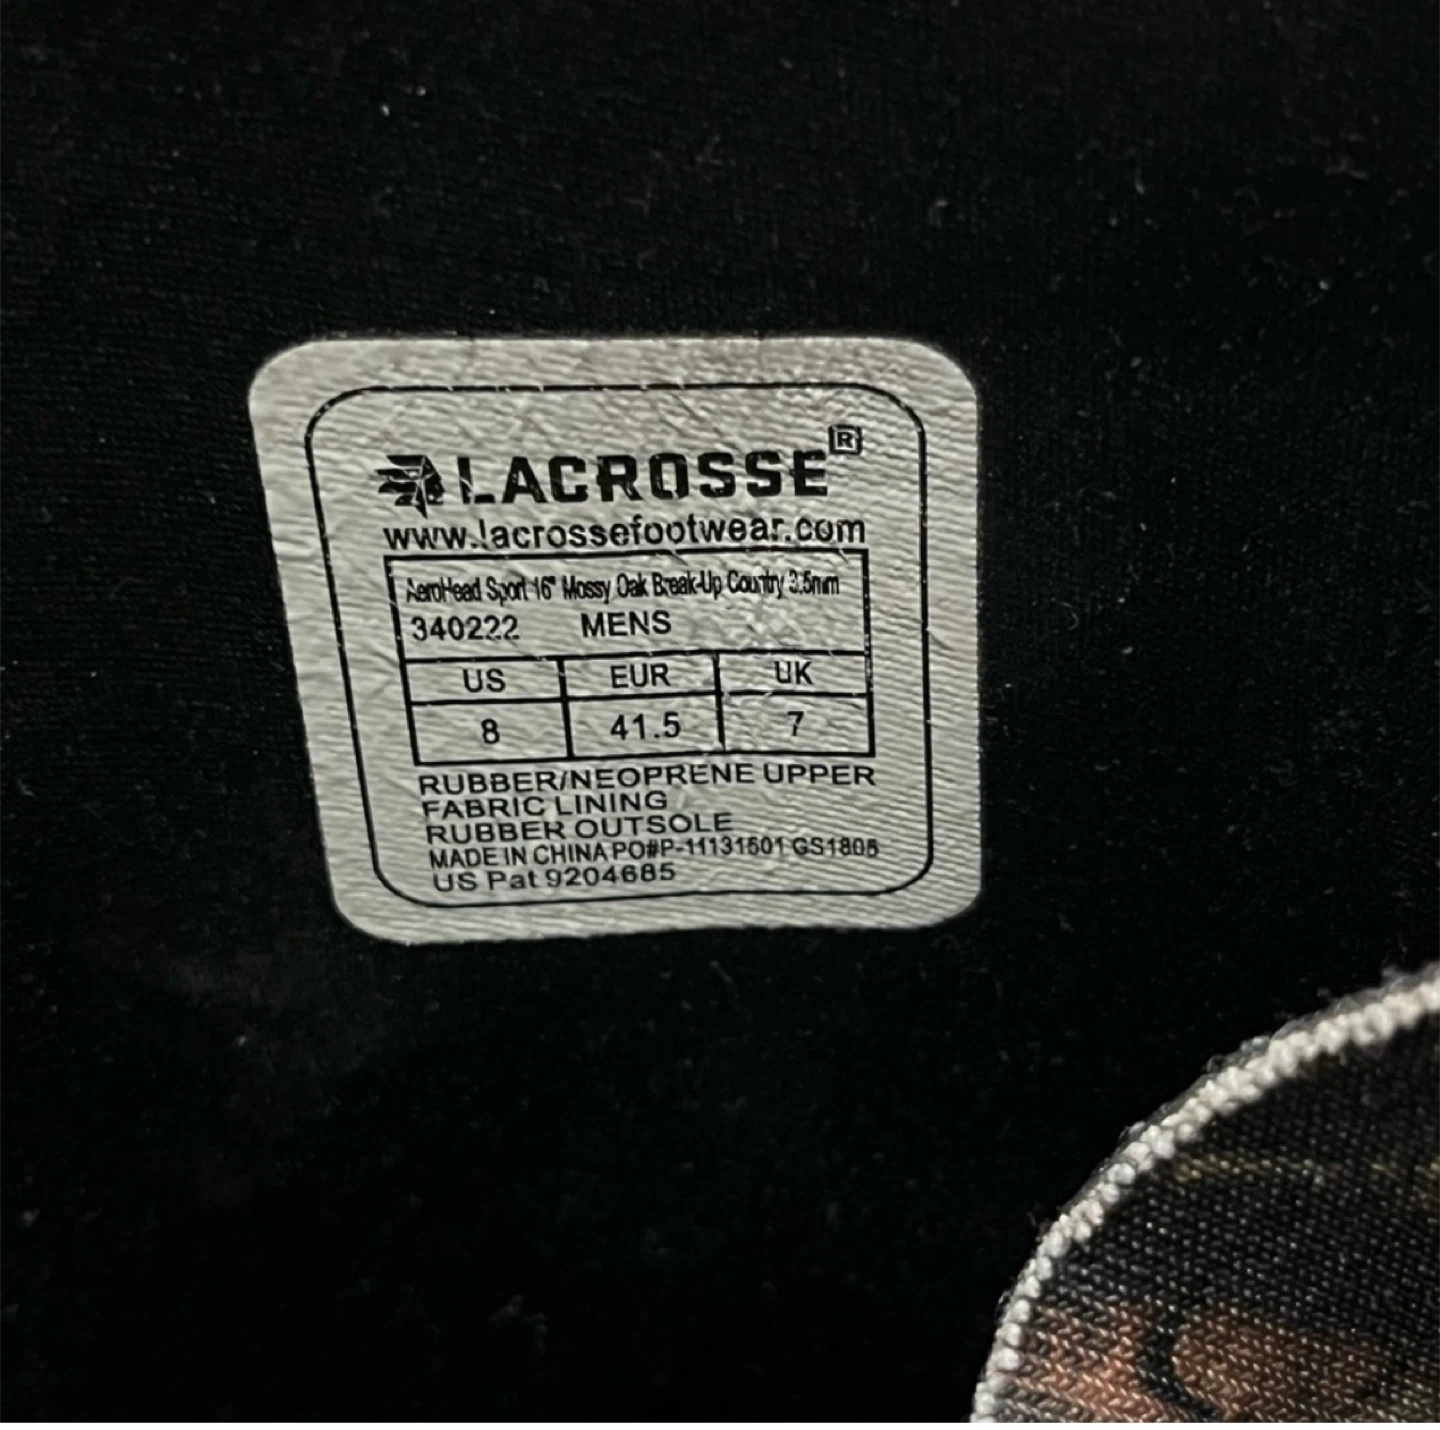 LACROSSE®
www.lacrossefootwear.com
AeroHead Sport 16" Mossy Oak Break-Up Country 3.5mm
340222 MENS
US EUR UK
8 41.5 7
RUBBER/NEOPRENE UPPER
FABRIC LINING
RUBBER OUTSOLE
MADE IN CHINA PO#P-11131501 GS1805
US Pat 9204685